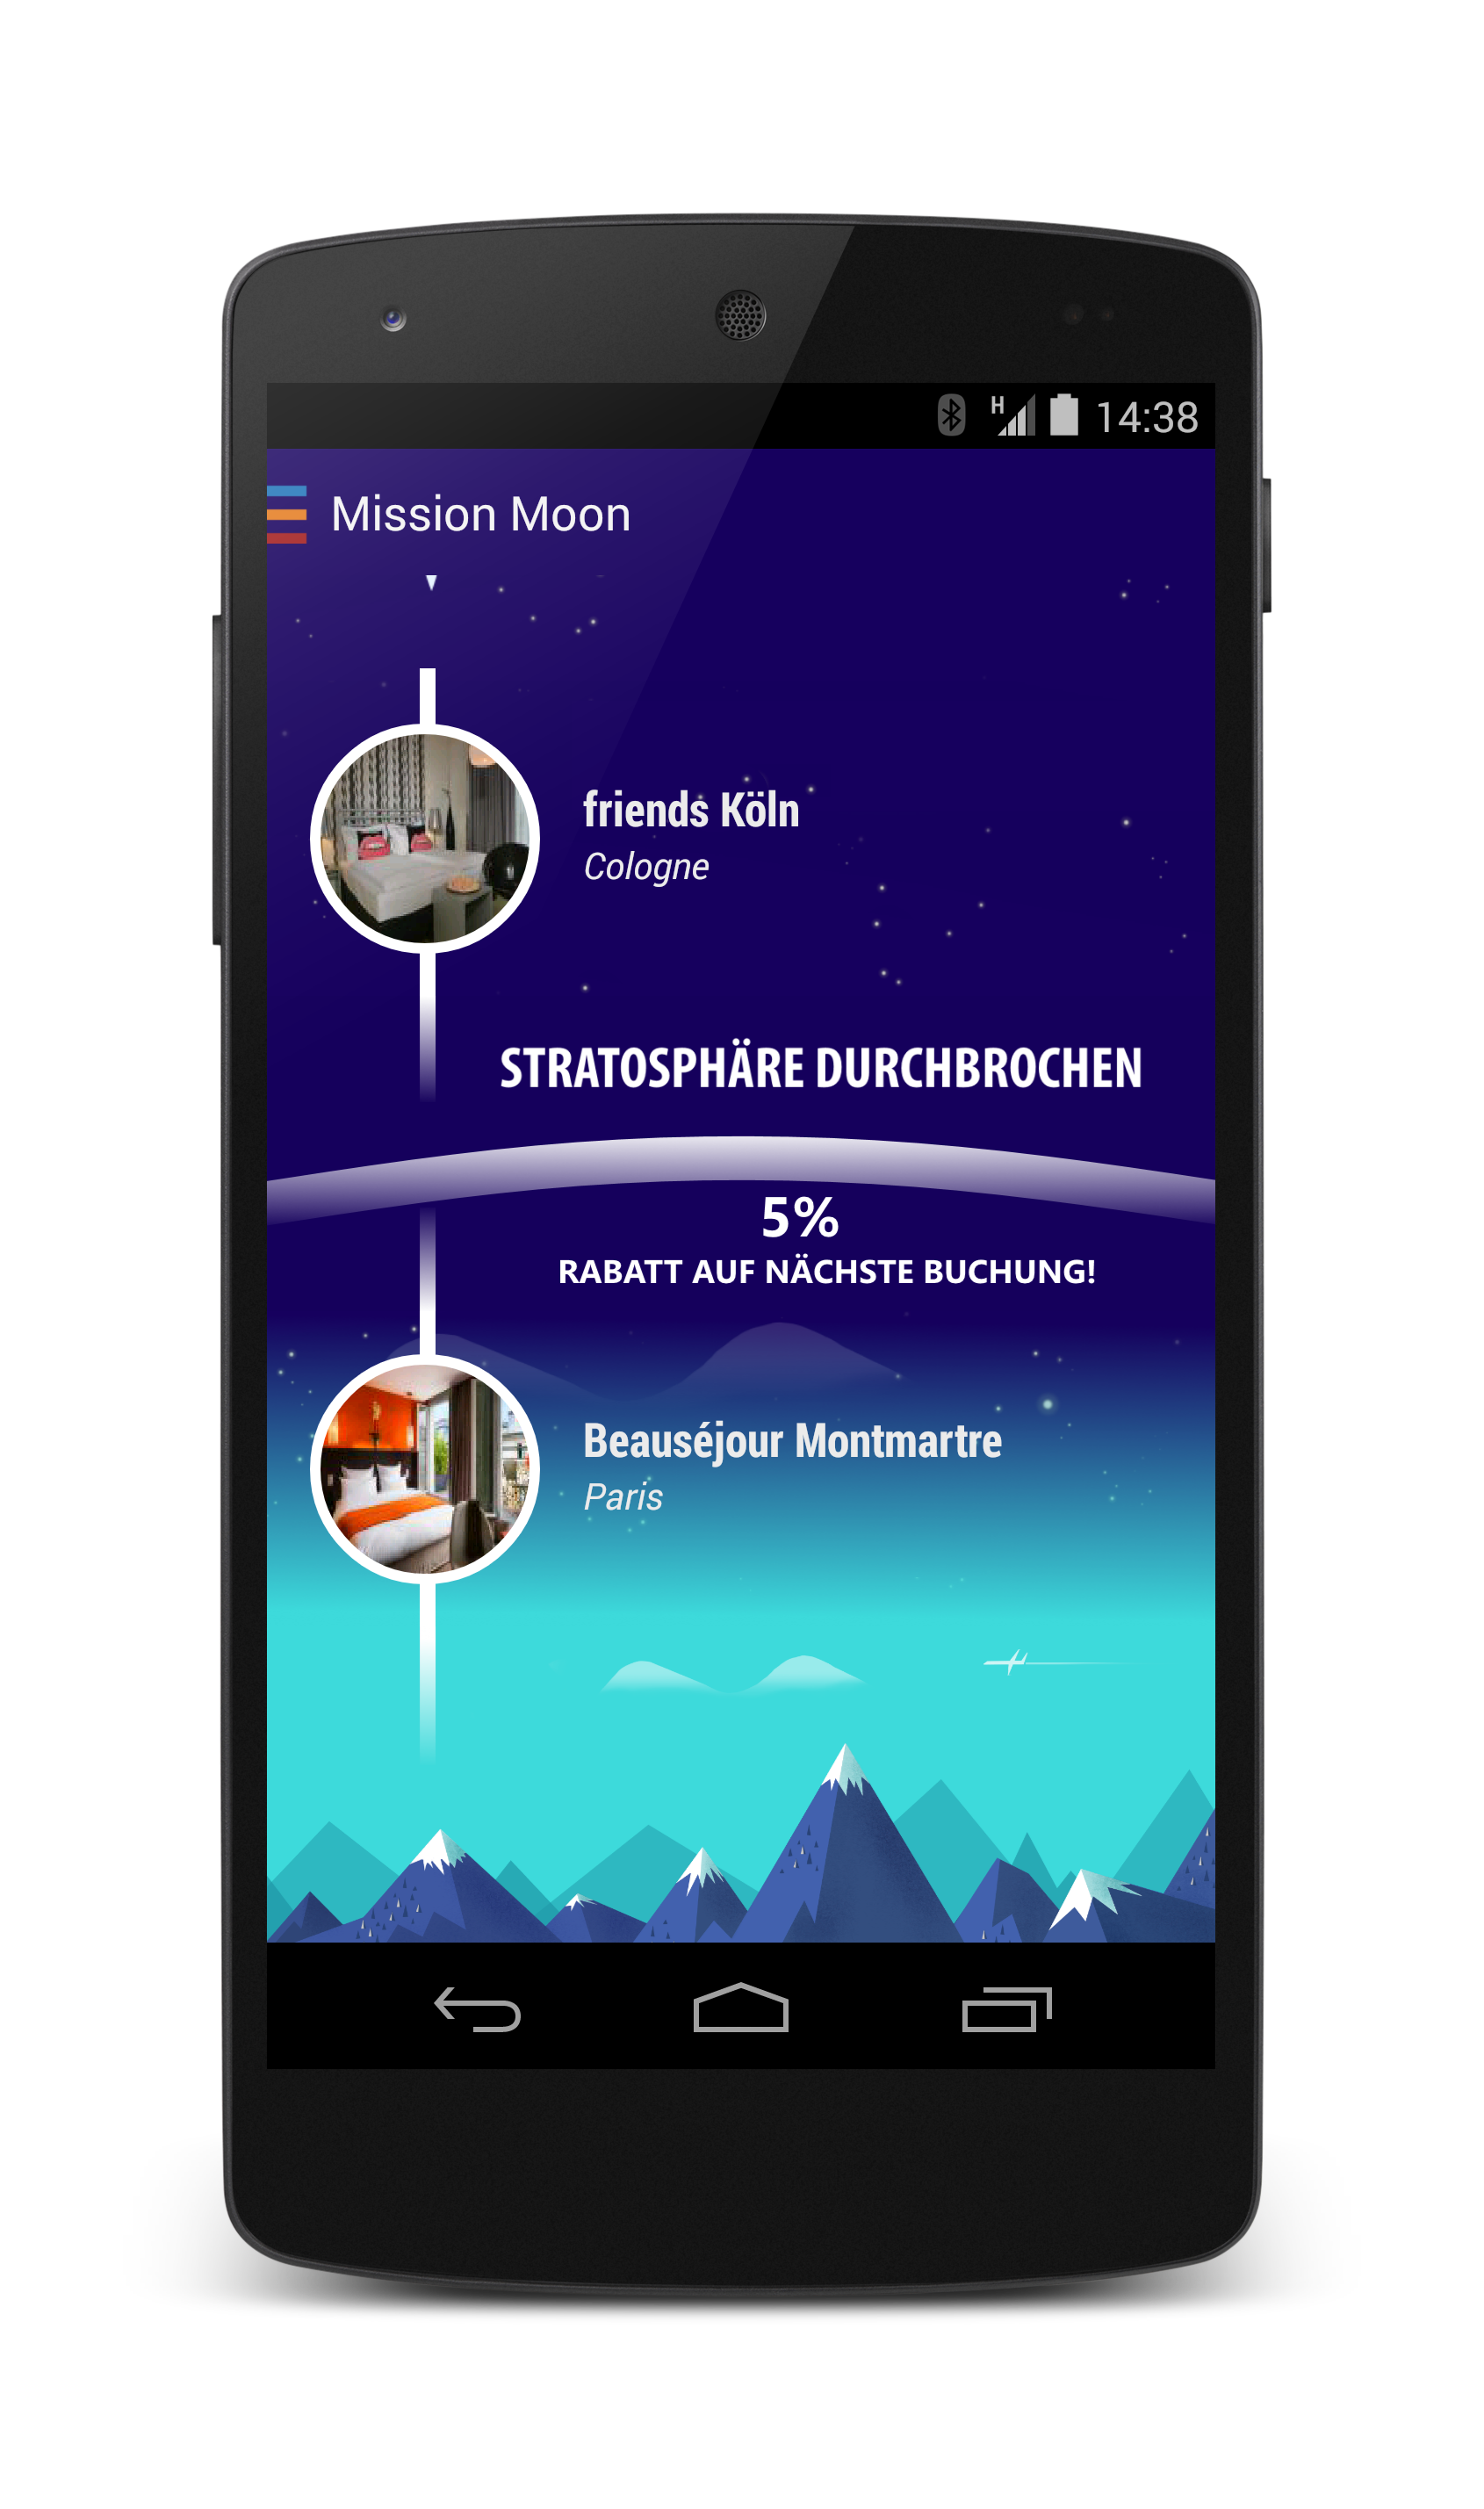 H 14:38
Mission Moon
friends Köln
Cologne
STRATOSPHÄRE DURCHBROCHEN
5%
RABATT AUF NÄCHSTE BUCHUNG!
Beauséjour Montmartre
Paris